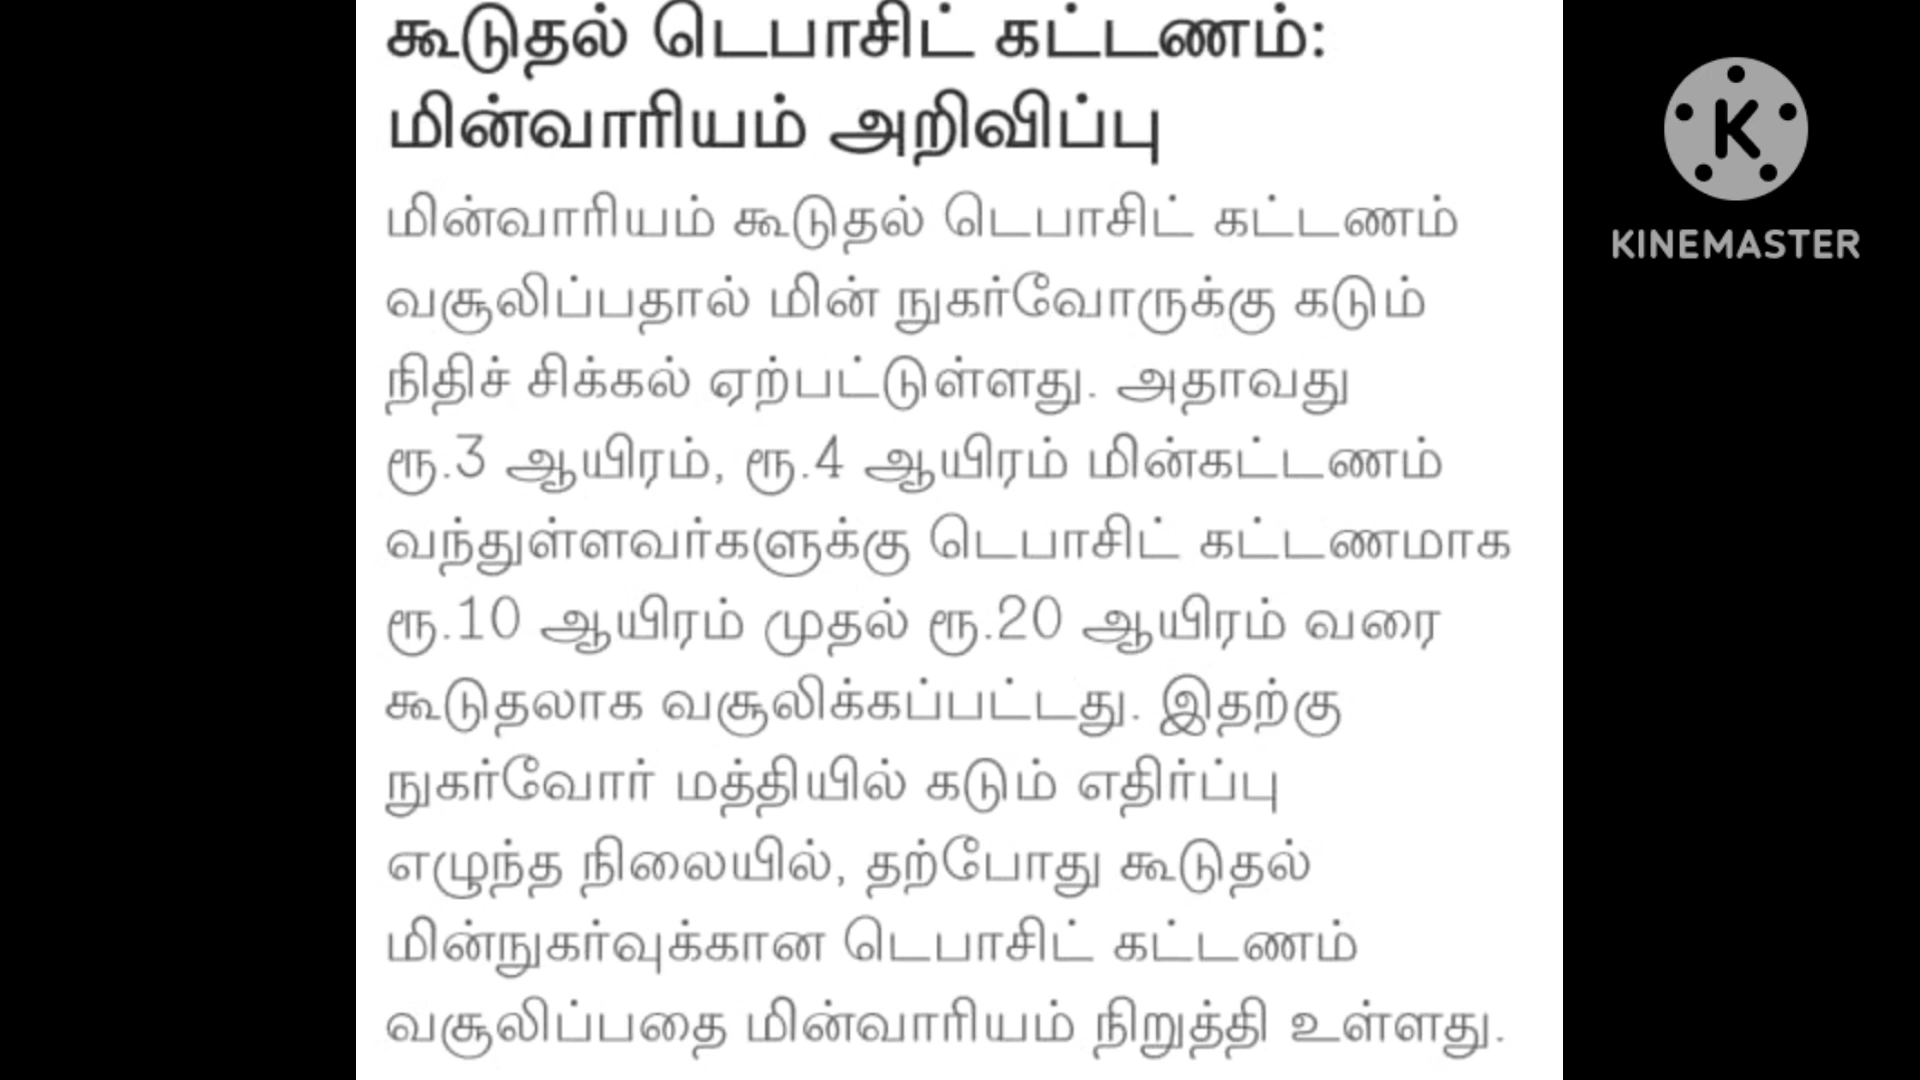 கூடுதல் டெபாசிட் கட்டணம்:
மின்வாரியம் அறிவிப்பு
மின்வாரியம் கூடுதல் டெபாசிட் கட்டணம்
வசூலிப்பதால் மின் நுகர்வோருக்கு கடும்
நிதிச் சிக்கல் ஏற்பட்டுள்ளது. அதாவது
ரூ.3 ஆயிரம், ரூ.4 ஆயிரம் மின்கட்டணம்
வந்துள்ளவர்களுக்கு டெபாசிட் கட்டணமாக
ரூ.10 ஆயிரம் முதல் ரூ.20 ஆயிரம் வரை
கூடுதலாக வசூலிக்கப்பட்டது. இதற்கு
நுகர்வோர் மத்தியில் கடும் எதிர்ப்பு
எழுந்த நிலையில், தற்போது கூடுதல்
மின்நுகர்வுக்கான டெபாசிட் கட்டணம்
வசூலிப்பதை மின்வாரியம் நிறுத்தி உள்ளது.
K
KINEMASTER